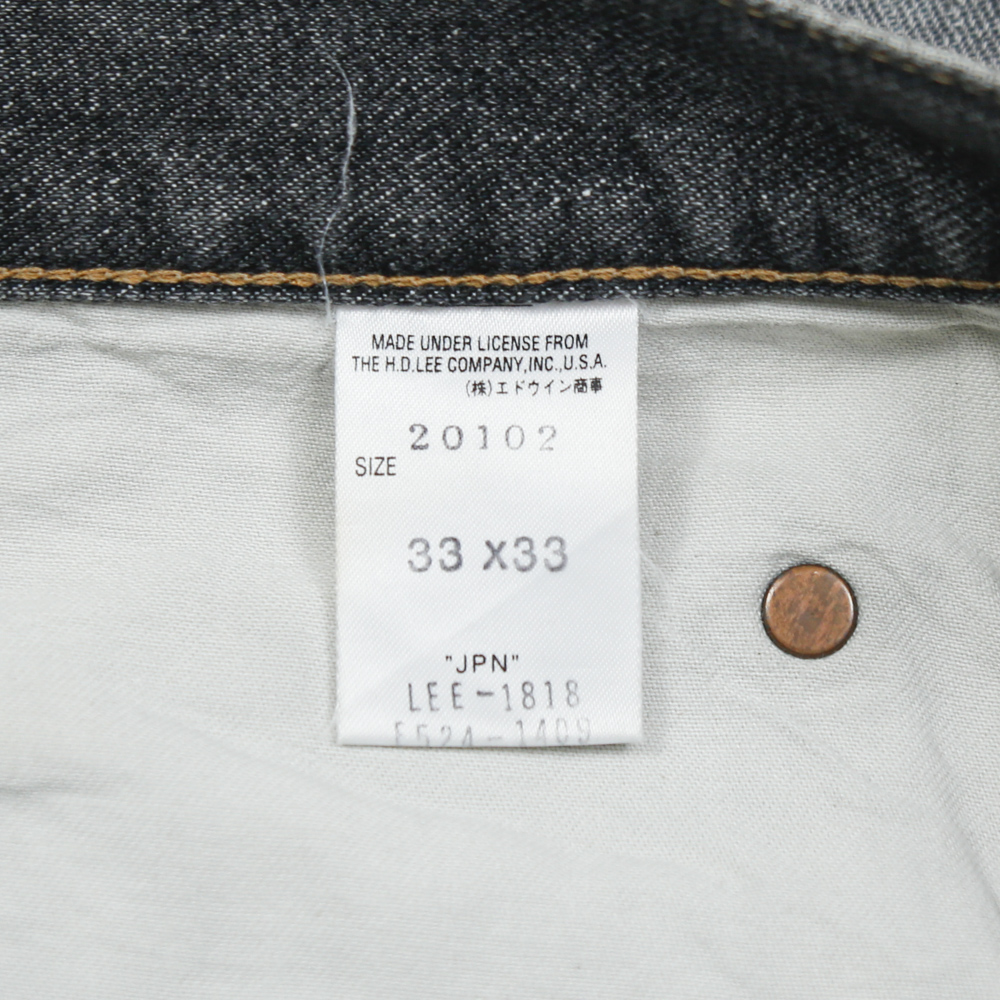 MADE UNDER LICENSE FROM
THE H.D.LEE COMPANY,INC.,U.S.A.
(株)エドウイン商事
20102
SIZE
33 X33
"JPN"
LEE-1818